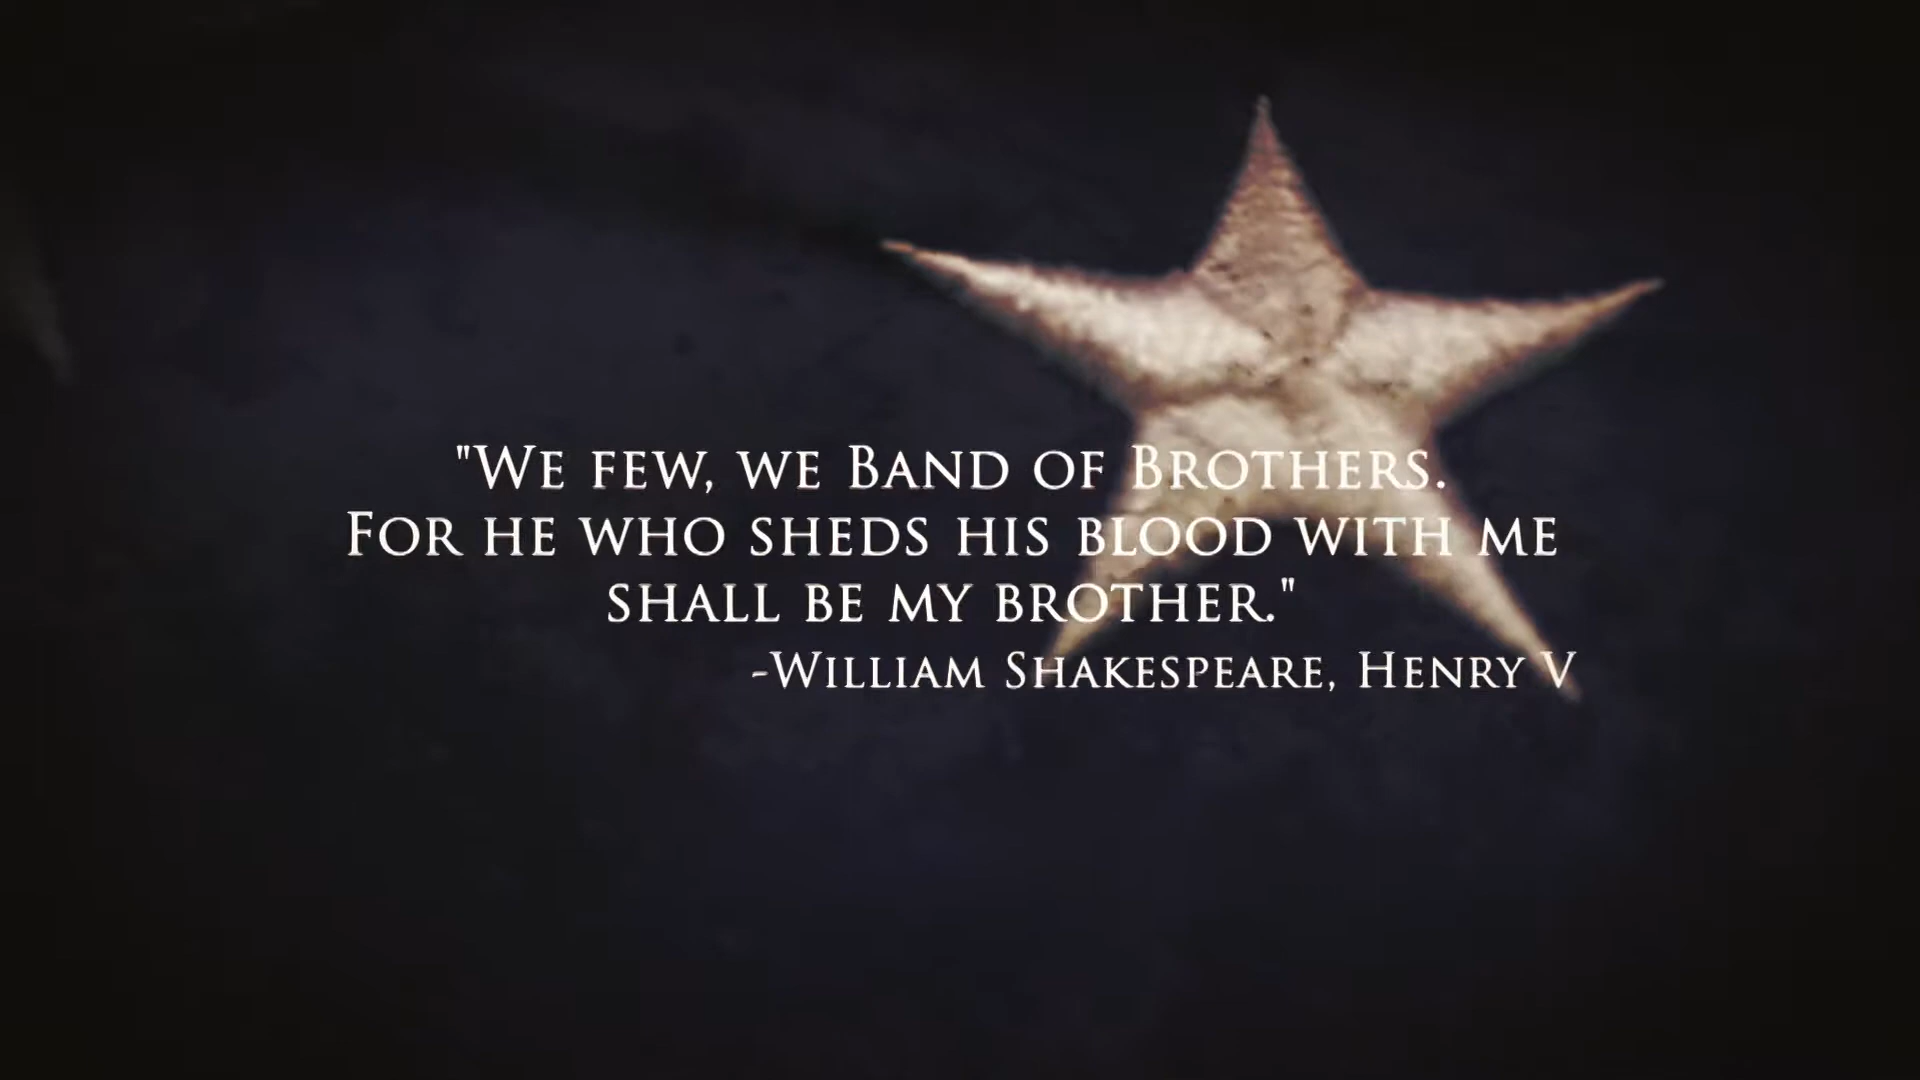 "We few, we Band of Brothers.
For he who sheds his blood with me
shall be my brother."
-William Shakespeare, Henry V